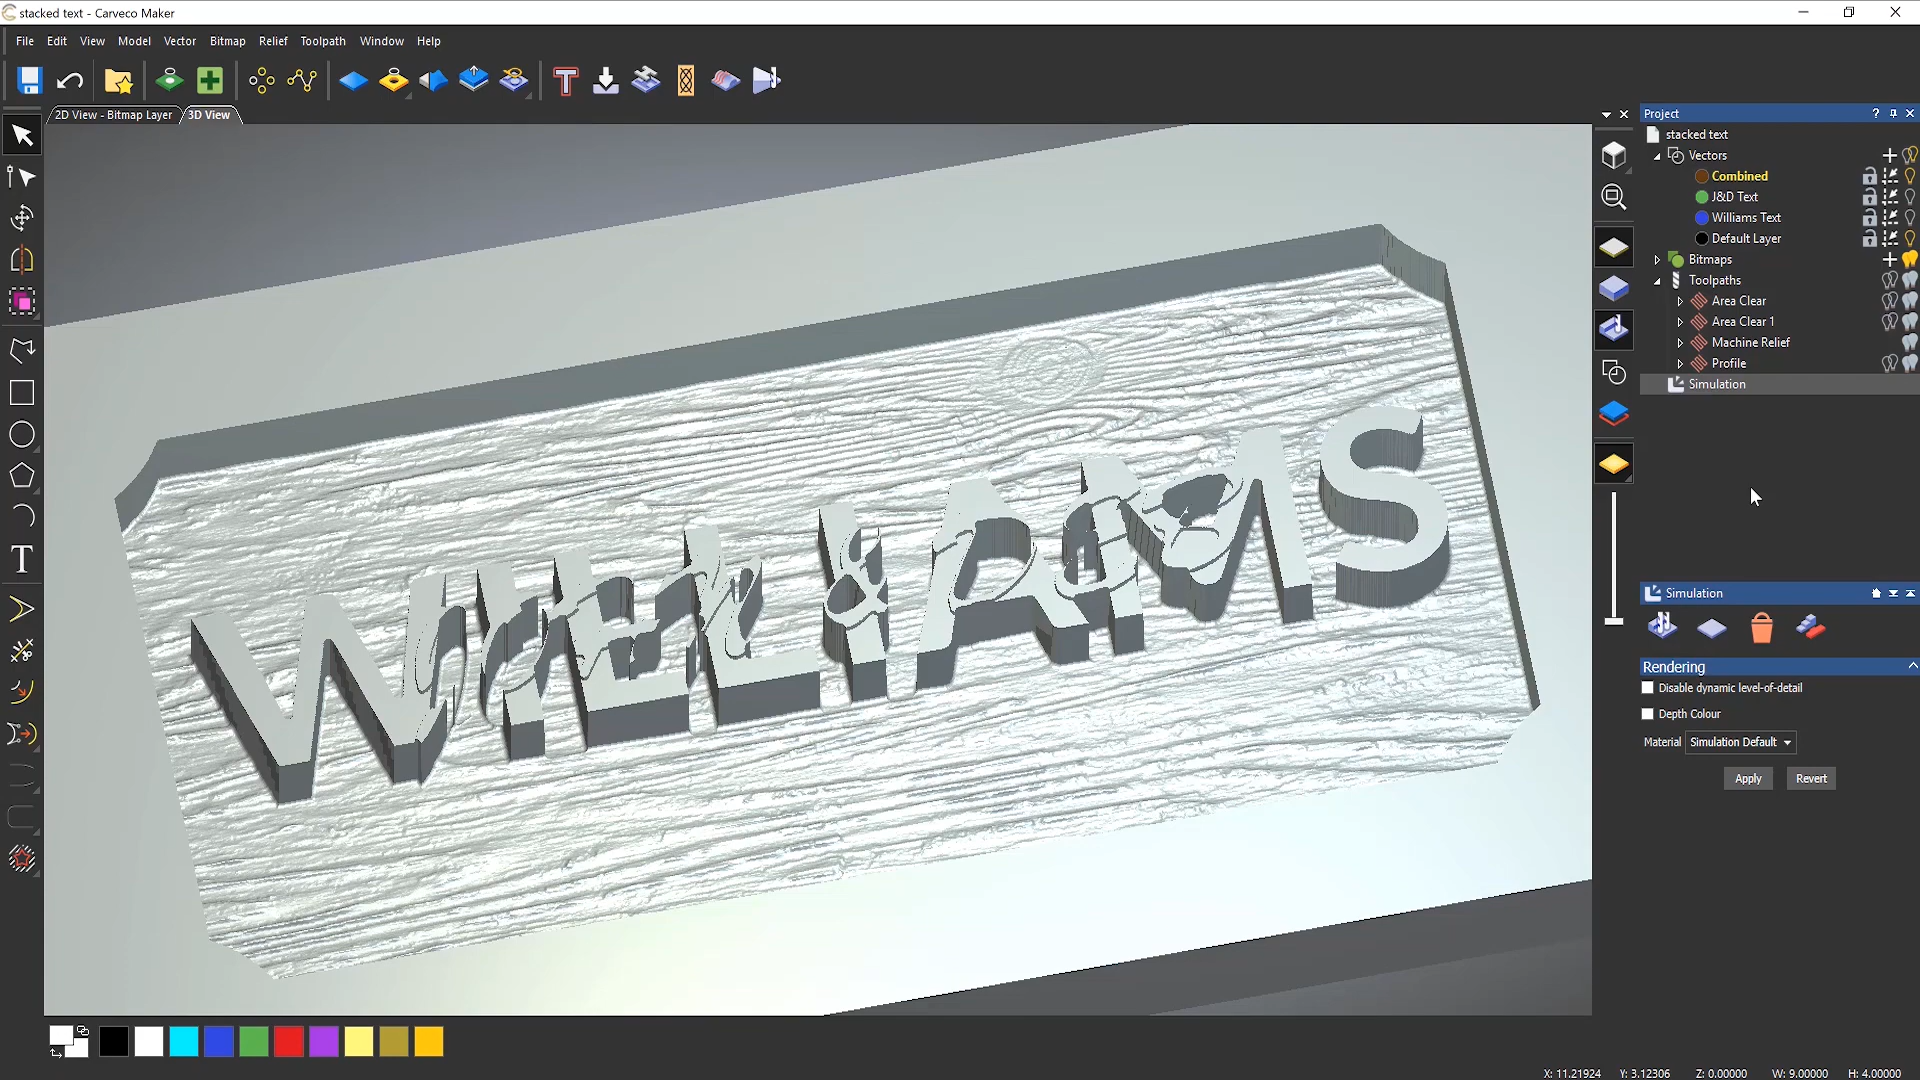 stacked text - Carveco Maker
File Edit View Model Vector Bitmap Relief Toolpath Window Help
2D View - Bitmap Layer 3D View
Project
stacked text
Vectors
Combined
J&D Text
Williams Text
Default Layer
Bitmaps
Toolpaths
Area Clear
Area Clear 1
Machine Relief
Profile
Simulation
WILLIAMS
&
Simulation
Rendering
Disable dynamic level-of-detail
Depth Colour
Material Simulation Default
Apply Revert
X: 11.21924 Y: 3.12306 Z: 0.00000 W: 9.00000 H: 4.00000